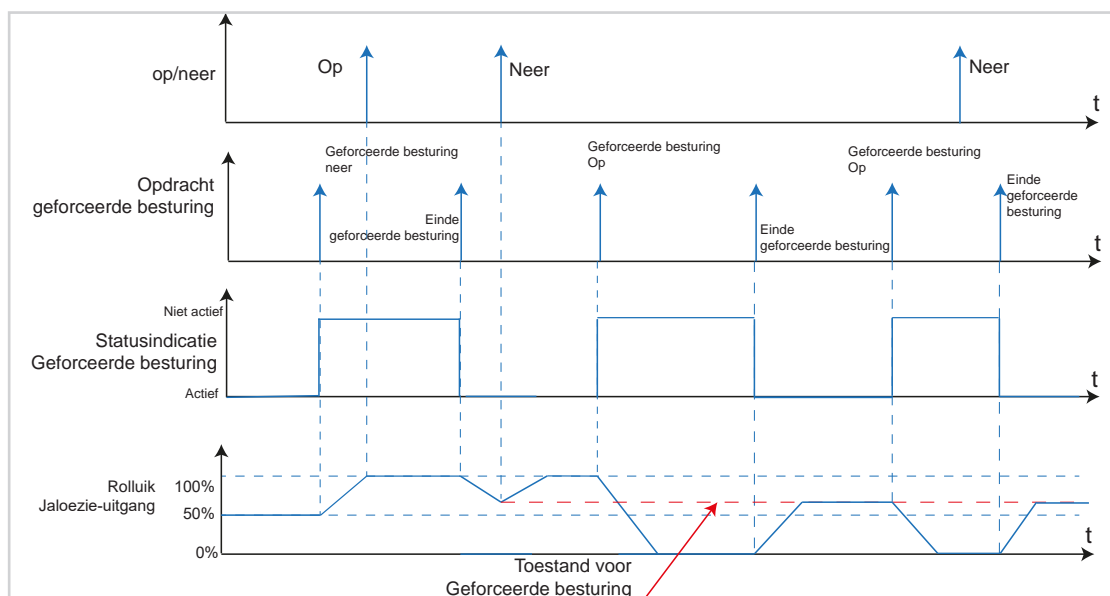 op/neer
Op
Neer
Neer
t
Opdracht
geforceerde besturing
Geforceerde besturing
neer
Einde
geforceerde besturing
Geforceerde besturing
Op
Einde
geforceerde besturing
Geforceerde besturing
Op
Einde
geforceerde
besturing
t
Statusindicatie
Geforceerde besturing
Niet actief
Actief
t
Rolluik
Jaloezie-uitgang
100%
50%
0%
t
Toestand voor
Geforceerde besturing